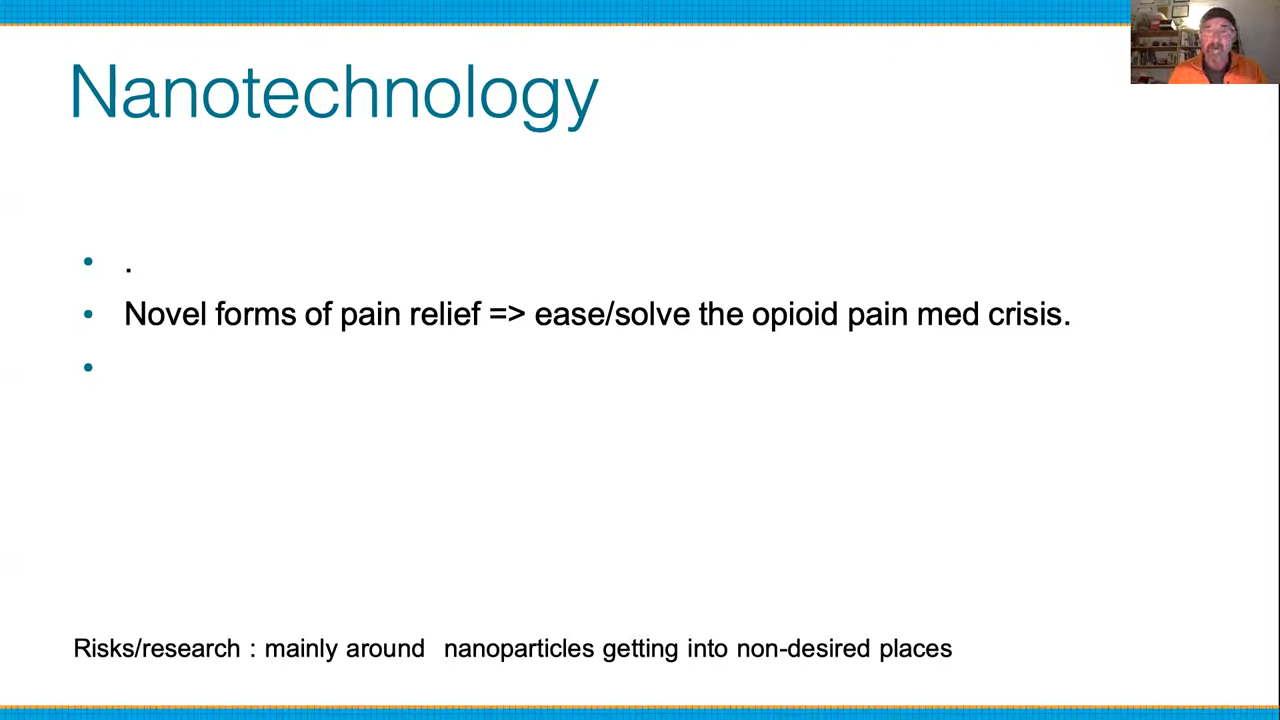 Nanotechnology
• .
• Novel forms of pain relief => ease/solve the opioid pain med crisis.
•
Risks/research : mainly around nanoparticles getting into non-desired places